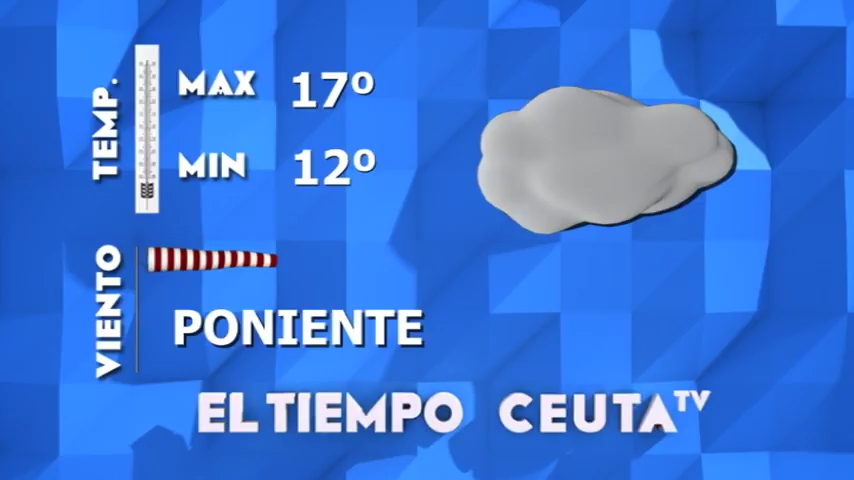 TEMP.
MAX 17º
MIN 12º
VIENTO
PONIENTE
EL TIEMPO CEUTA TV